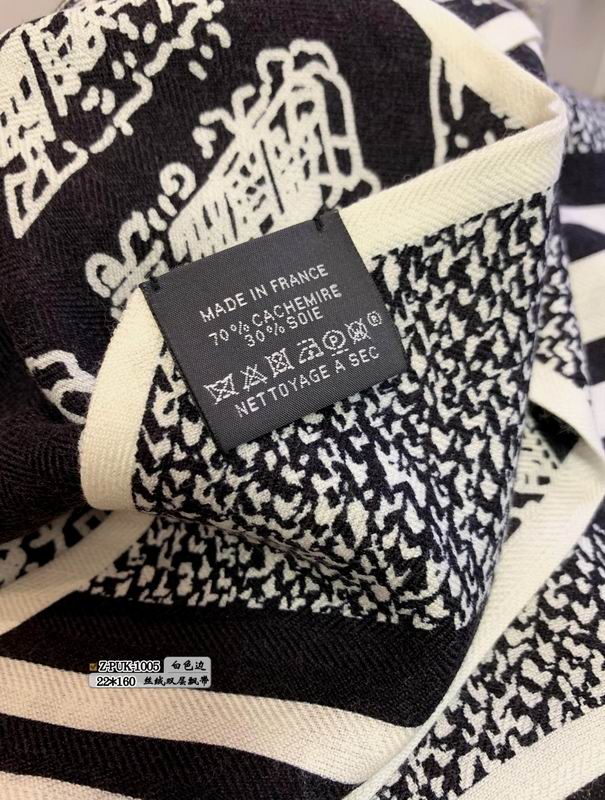 MADE IN FRANCE
70% CACHEMIRE
30% SOIE
P
®
NETTOYAGE A SEC
Z-PUK-1005 白色边
22*160 丝绒双层飘带